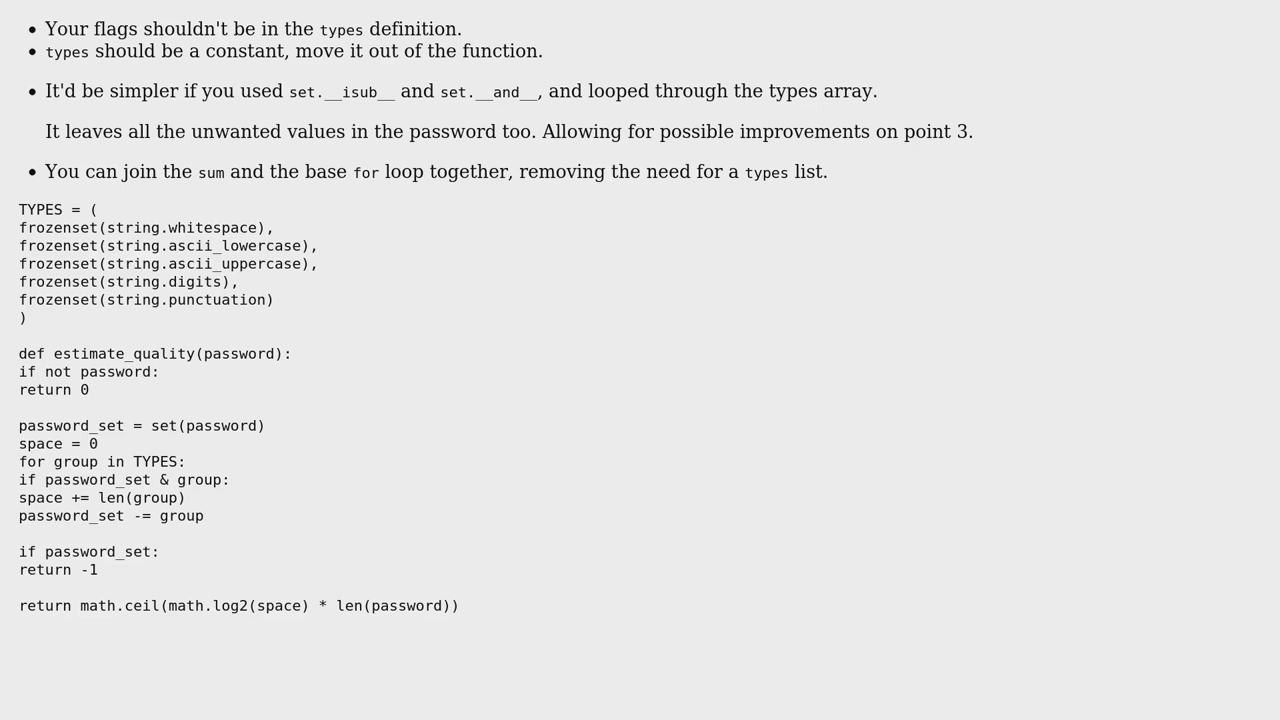 Your flags shouldn't be in the types definition.
types should be a constant, move it out of the function.
It'd be simpler if you used set.__isub__ and set.__and__, and looped through the types array.
It leaves all the unwanted values in the password too. Allowing for possible improvements on point 3.
You can join the sum and the base for loop together, removing the need for a types list.
TYPES = (
frozenset(string.whitespace),
frozenset(string.ascii_lowercase),
frozenset(string.ascii_uppercase),
frozenset(string.digits),
frozenset(string.punctuation)
)
def estimate_quality(password):
if not password:
return 0
password_set = set(password)
space = 0
for group in TYPES:
if password_set & group:
space += len(group)
password_set -= group
if password_set:
return -1
return math.ceil(math.log2(space) * len(password))